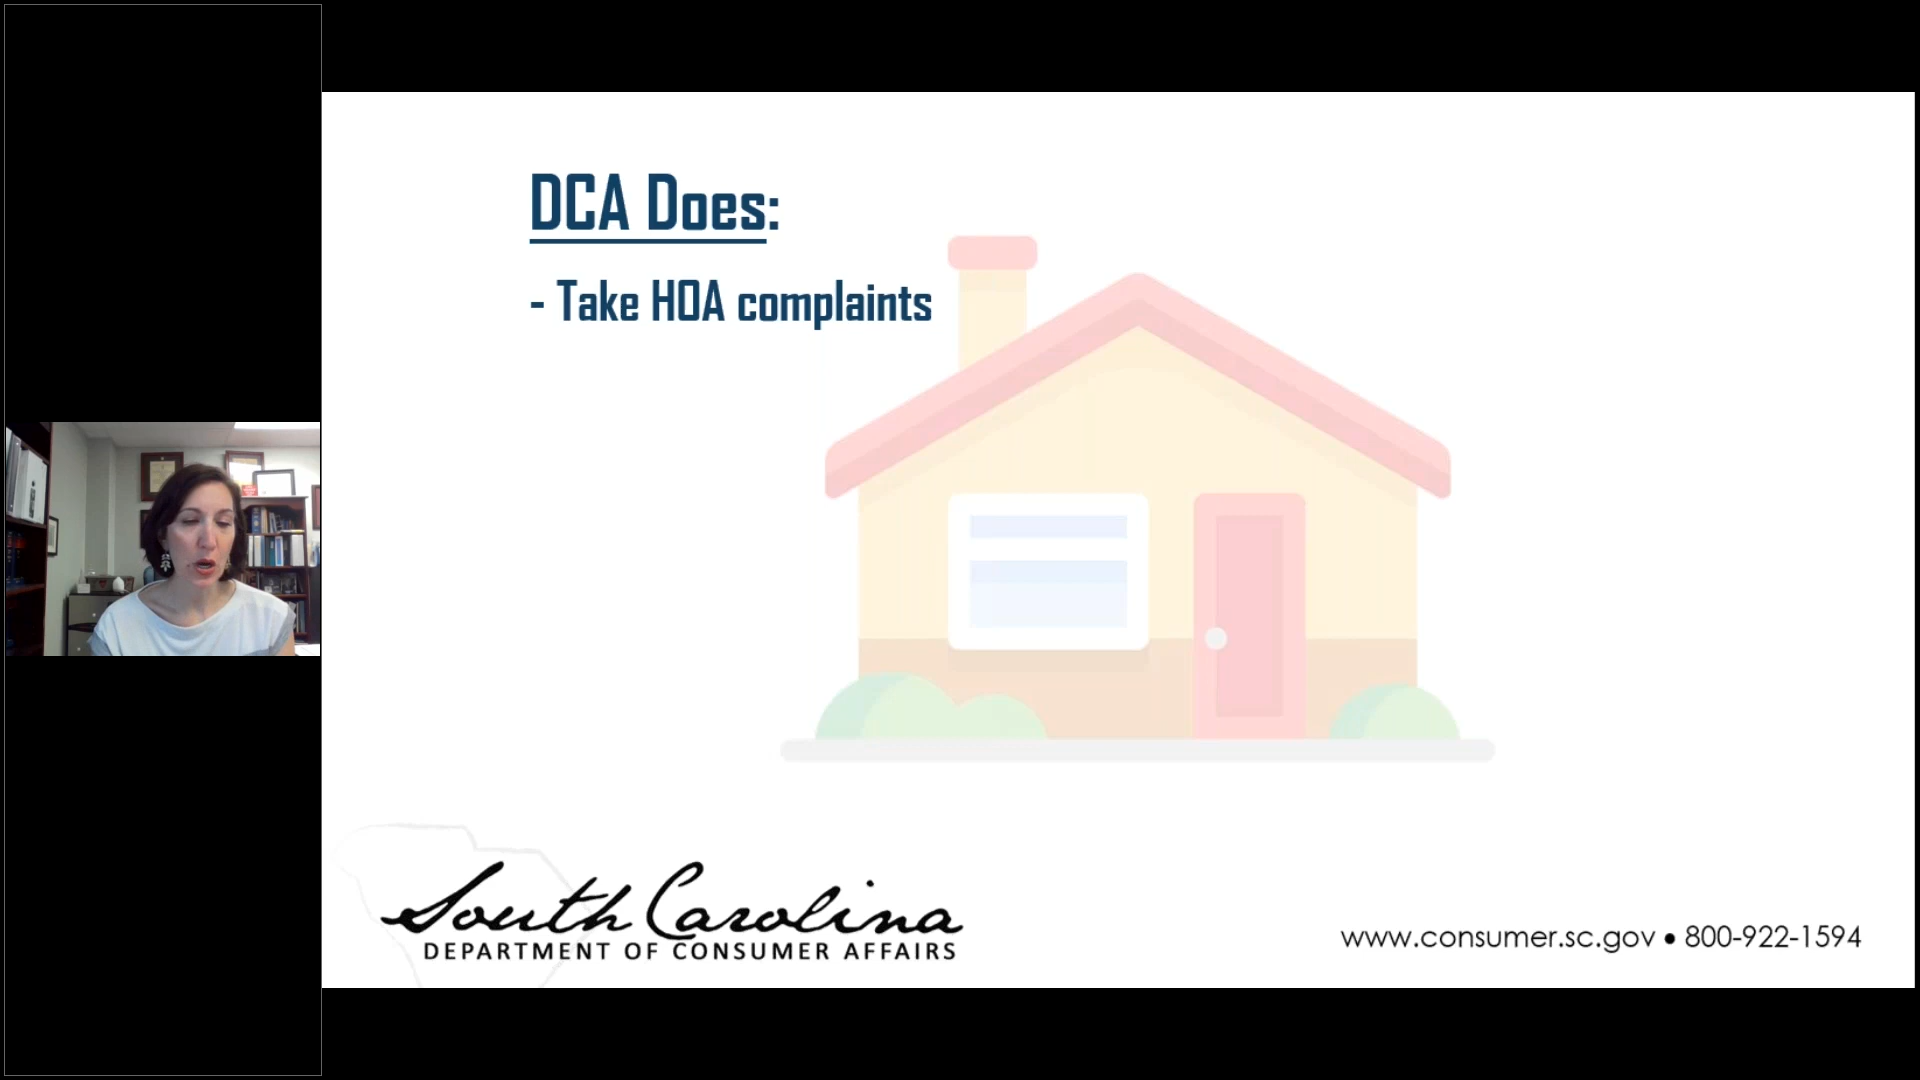 DCA Does:
- Take HOA complaints
South Carolina
DEPARTMENT OF CONSUMER AFFAIRS
www.consumer.sc.gov • 800-922-1594